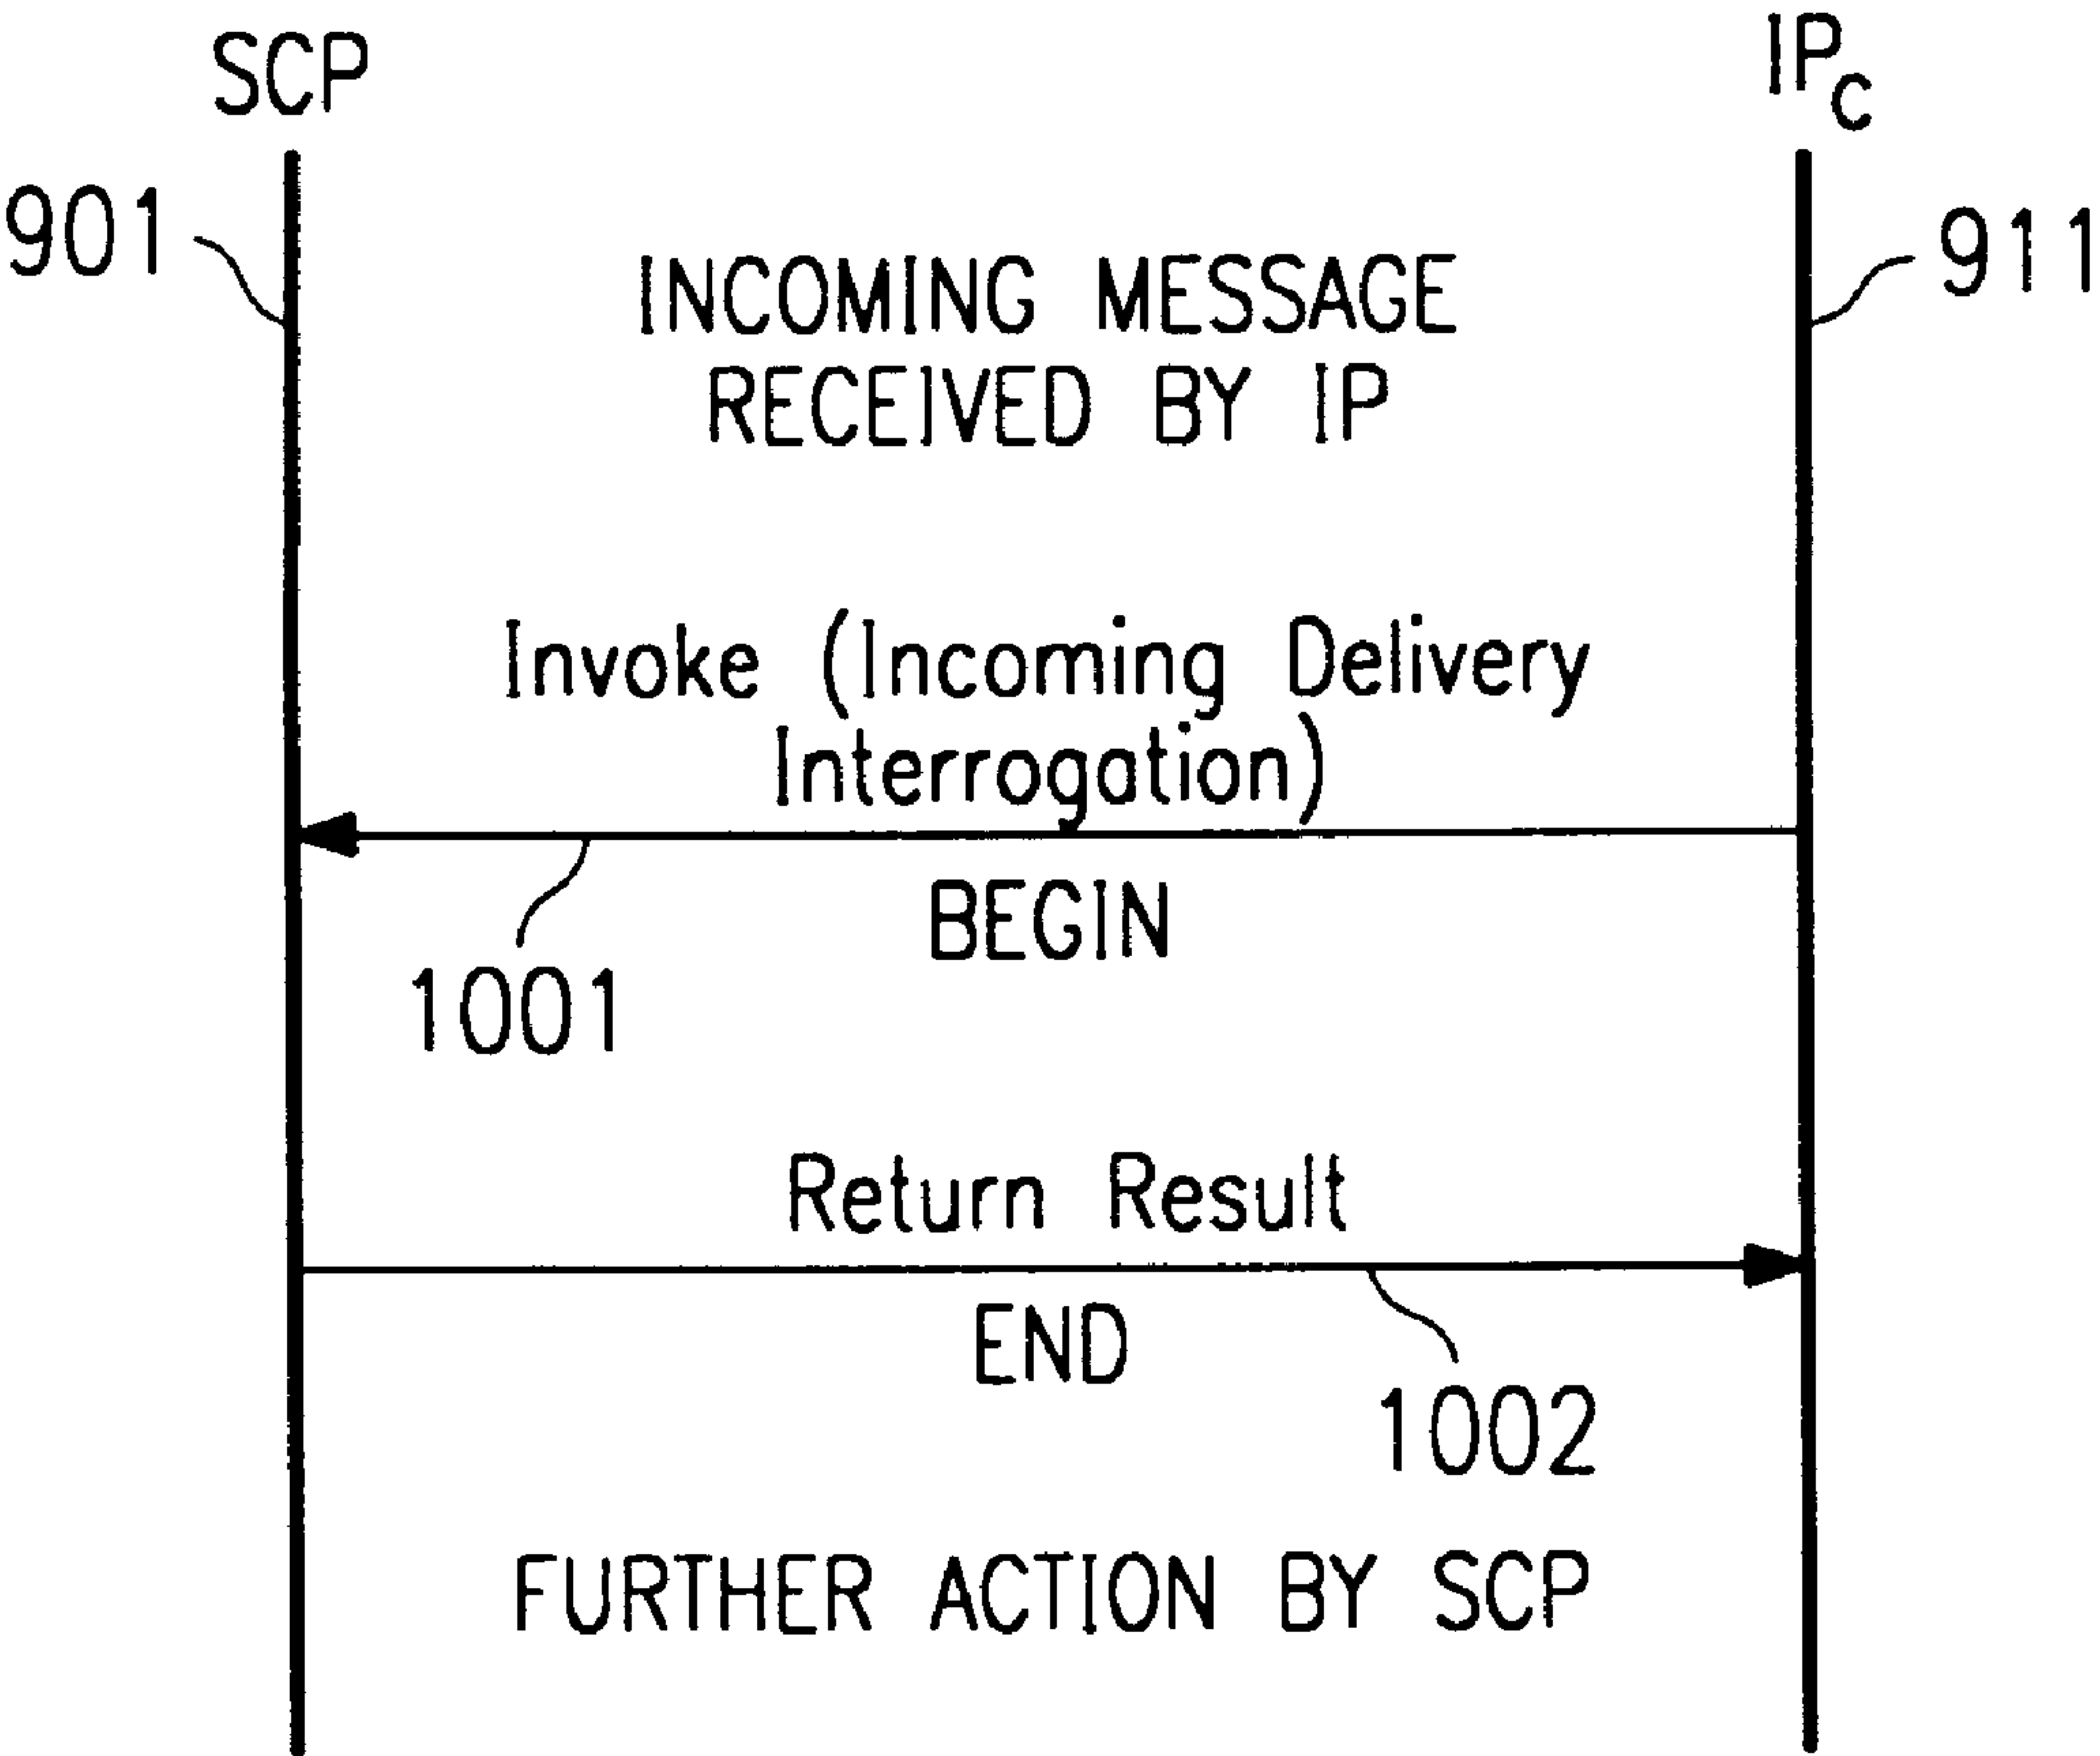 SCP
IPC
901
911
INCOMING MESSAGE
RECEIVED BY IP
Invoke (Incoming Delivery
Interrogation)
BEGIN
1001
Return Result
END
1002
FURTHER ACTION BY SCP